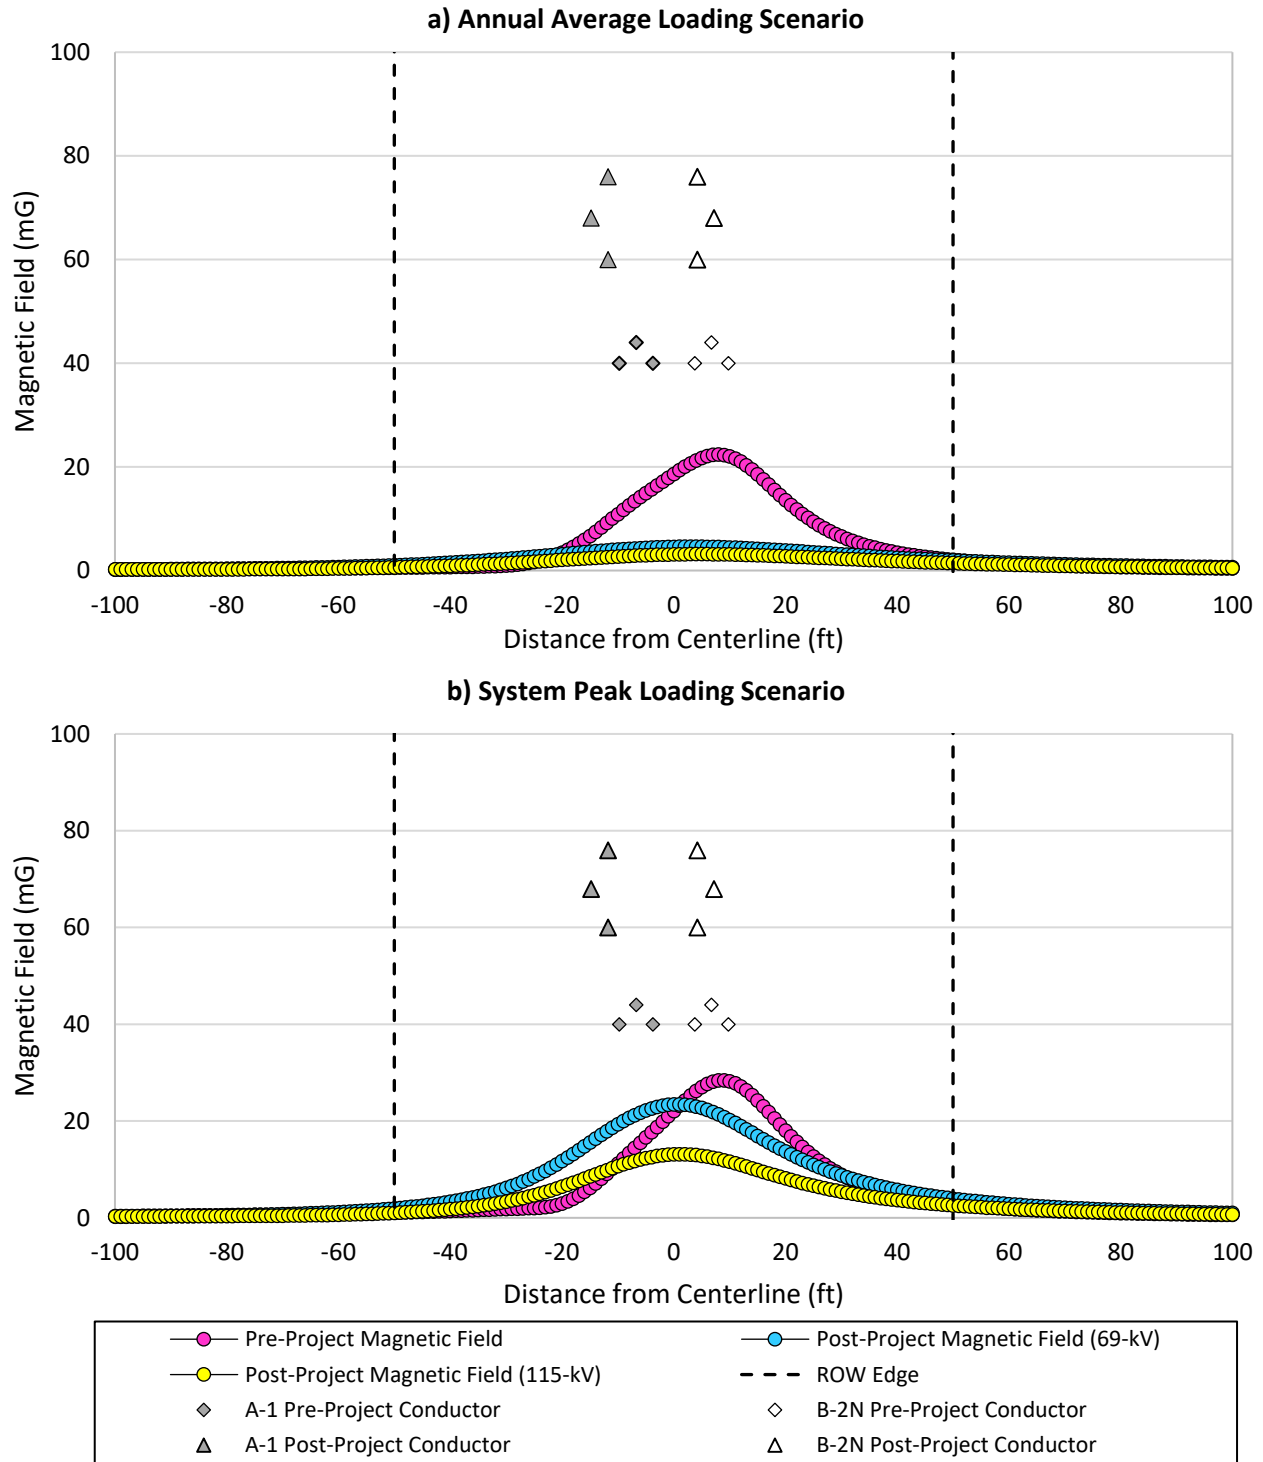 a) Annual Average Loading Scenario
100
80
60
40
20
0
Magnetic Field (mG)
-100 -80 -60 -40 -20 0 20 40 60 80 100
Distance from Centerline (ft)
b) System Peak Loading Scenario
100
80
60
40
20
0
Magnetic Field (mG)
-100 -80 -60 -40 -20 0 20 40 60 80 100
Distance from Centerline (ft)
Pre-Project Magnetic Field Post-Project Magnetic Field (69-kV)
Post-Project Magnetic Field (115-kV) ROW Edge
A-1 Pre-Project Conductor B-2N Pre-Project Conductor
A-1 Post-Project Conductor B-2N Post-Project Conductor